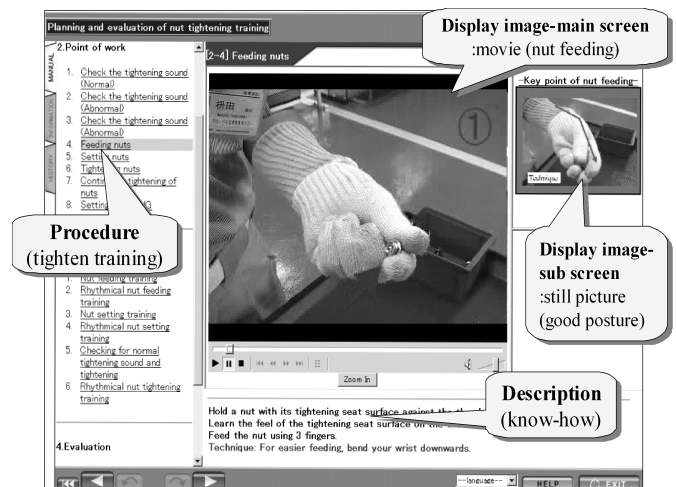 Planning and evaluation of nut tightening training
MANUAL
INFORMATION
HISTORY
2.Point of work
1. Check the tightening sound
(Normal)
2. Check the tightening sound
(Abnormal)
3. Check the tightening sound
(Abnormal)
4. Feeding nuts
5. Setting nuts
6. nuts
7. tightening of
nuts
8.
Procedure
(tighten training)
1. Nut feeding training
2. Rhythmical nut feeding
training
3. Nut setting training
4. Rhythmical nut setting
training
5. Checking for normal
tightening sound and
tightening
6. Rhythmical nut tightening
training
4.Evaluation
[2-4] Feeding nuts
①
Zoom In
Hold a nut with its tightening seat surface against the
Learn the feel of the tightening seat surface on the
Feed the nut using 3 fingers.
Technique: For easier feeding, bend your wrist downwards.
Display image-main screen
:movie (nut feeding)
-Key point of nut feeding-
Technique
Display image-
sub screen
:still picture
(good posture)
Description
(know-how)
--language--
HELP
EXIT